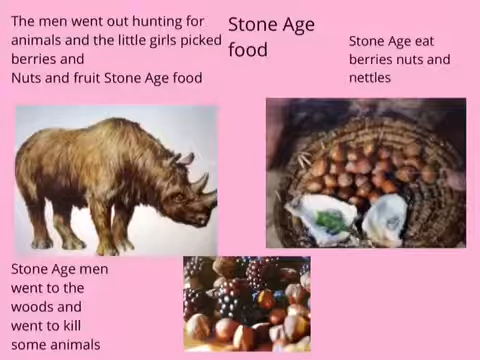 The men went out hunting for
animals and the little girls picked
berries and
Nuts and fruit Stone Age food
Stone Age
food
Stone Age eat
berries nuts and
nettles
Stone Age men
went to the
woods and
went to kill
some animals